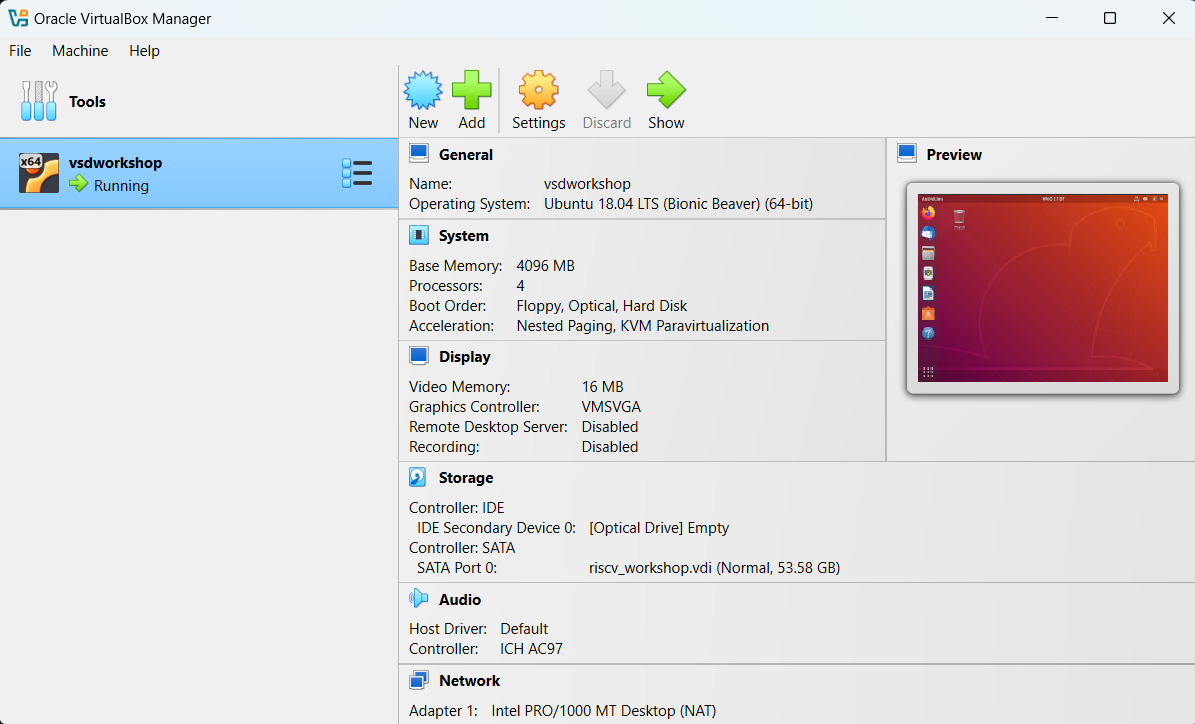 Oracle VirtualBox Manager
File Machine Help
Tools
New Add Settings Discard Show
x64
vsdworkshop
Running
General
Name: vsdworkshop
Operating System: Ubuntu 18.04 LTS (Bionic Beaver) (64-bit)
Preview
System
Base Memory: 4096 MB
Processors: 4
Boot Order: Floppy, Optical, Hard Disk
Acceleration: Nested Paging, KVM Paravirtualization
Display
Video Memory: 16 MB
Graphics Controller: VMSVGA
Remote Desktop Server: Disabled
Recording: Disabled
Storage
Controller: IDE
IDE Secondary Device 0: [Optical Drive] Empty
Controller: SATA
SATA Port 0: riscv_workshop.vdi (Normal, 53.58 GB)
Audio
Host Driver: Default
Controller: ICH AC97
Network
Adapter 1: Intel PRO/1000 MT Desktop (NAT)